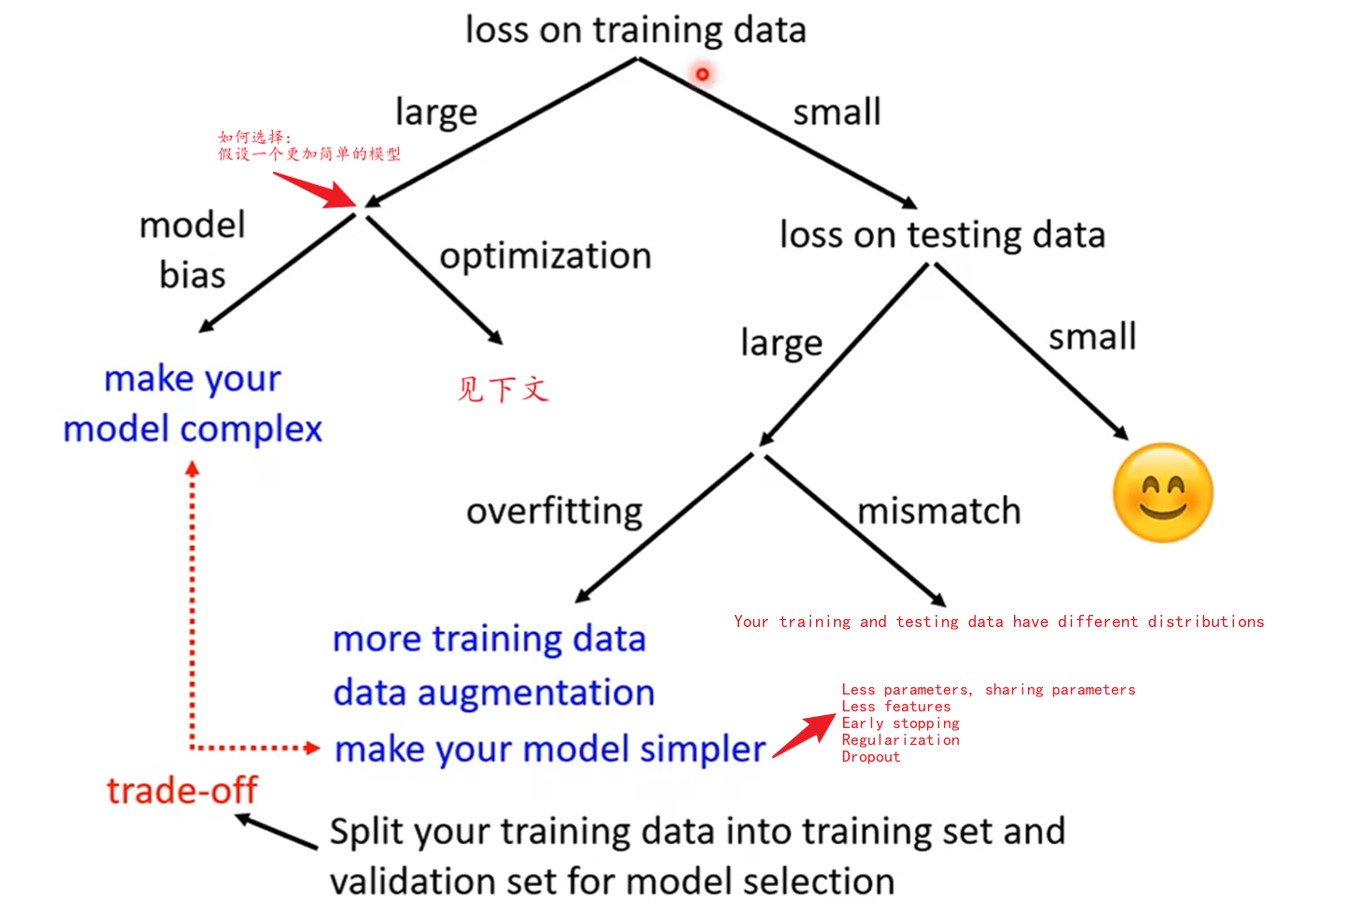 loss on training data
large
small
如何选择：
假设一个更加简单的模型
model
bias
optimization
loss on testing data
large
small
make your
model complex
见下文
overfitting
mismatch
more training data
data augmentation
make your model simpler
Your training and testing data have different distributions
Less parameters, sharing parameters
Less features
Early stopping
Regularization
Dropout
trade-off
Split your training data into training set and
validation set for model selection